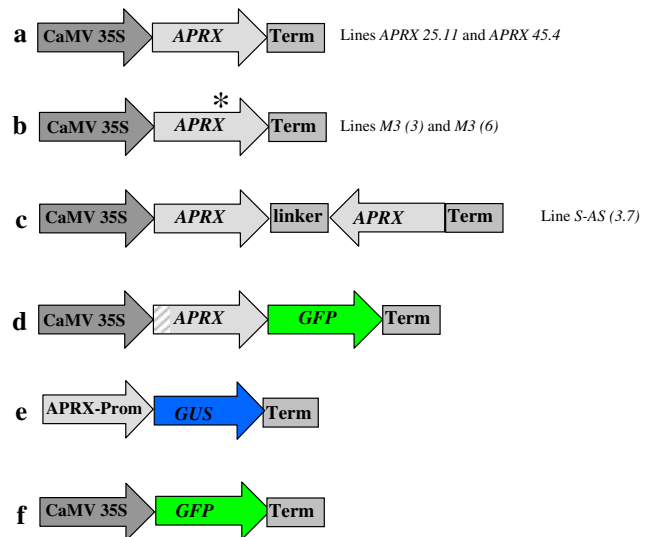 a CaMV 35S APRX Term Lines APRX 25.11 and APRX 45.4
*
b CaMV 35S APRX Term Lines M3 (3) and M3 (6)
c CaMV 35S APRX linker APRX Term Line S-AS (3.7)
d CaMV 35S APRX GFP Term
e APRX-Prom GUS Term
f CaMV 35S GFP Term